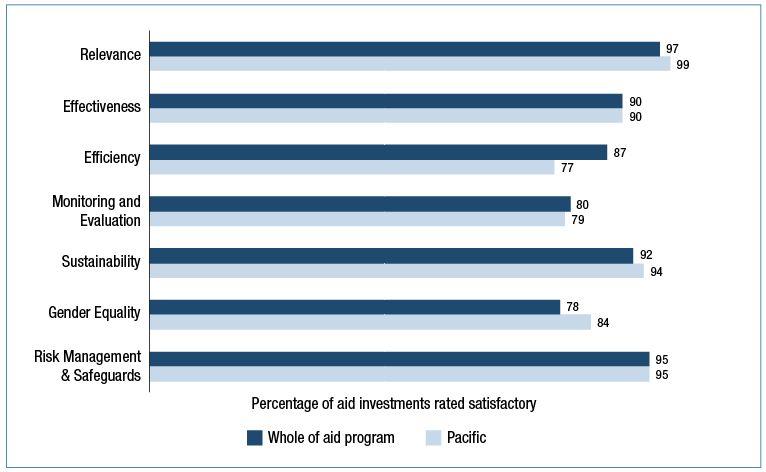 Relevance
97
99
Effectiveness
90
90
Efficiency
87
77
Monitoring and
Evaluation
80
79
Sustainability
92
94
Gender Equality
78
84
Risk Management
& Safeguards
95
95
Percentage of aid investments rated satisfactory
Whole of aid program
Pacific